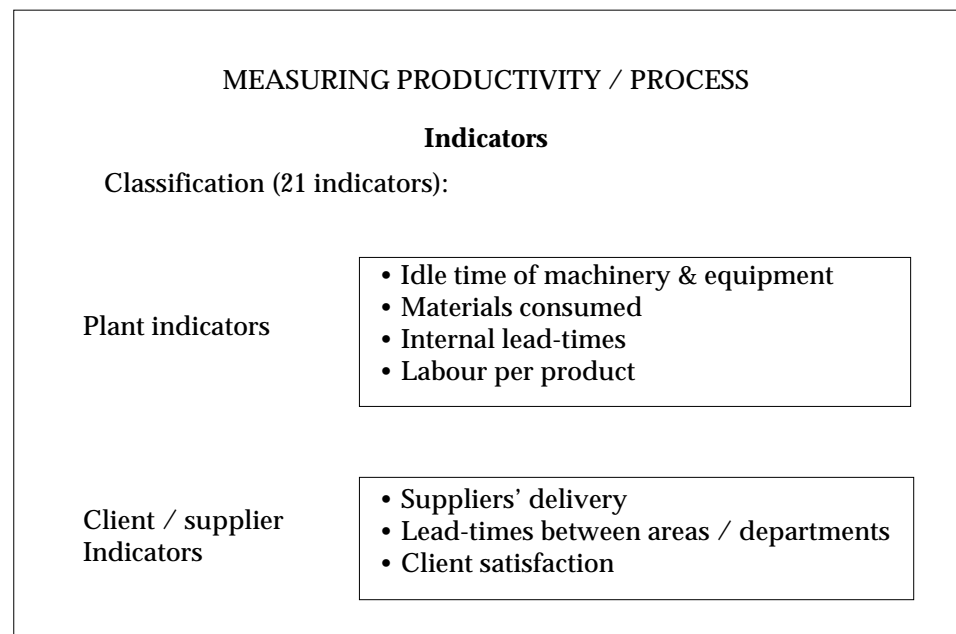 MEASURING PRODUCTIVITY / PROCESS
Indicators
Classification (21 indicators):
Plant indicators
• Idle time of machinery & equipment
• Materials consumed
• Internal lead-times
• Labour per product
Client / supplier
Indicators
• Suppliers’ delivery
• Lead-times between areas / departments
• Client satisfaction